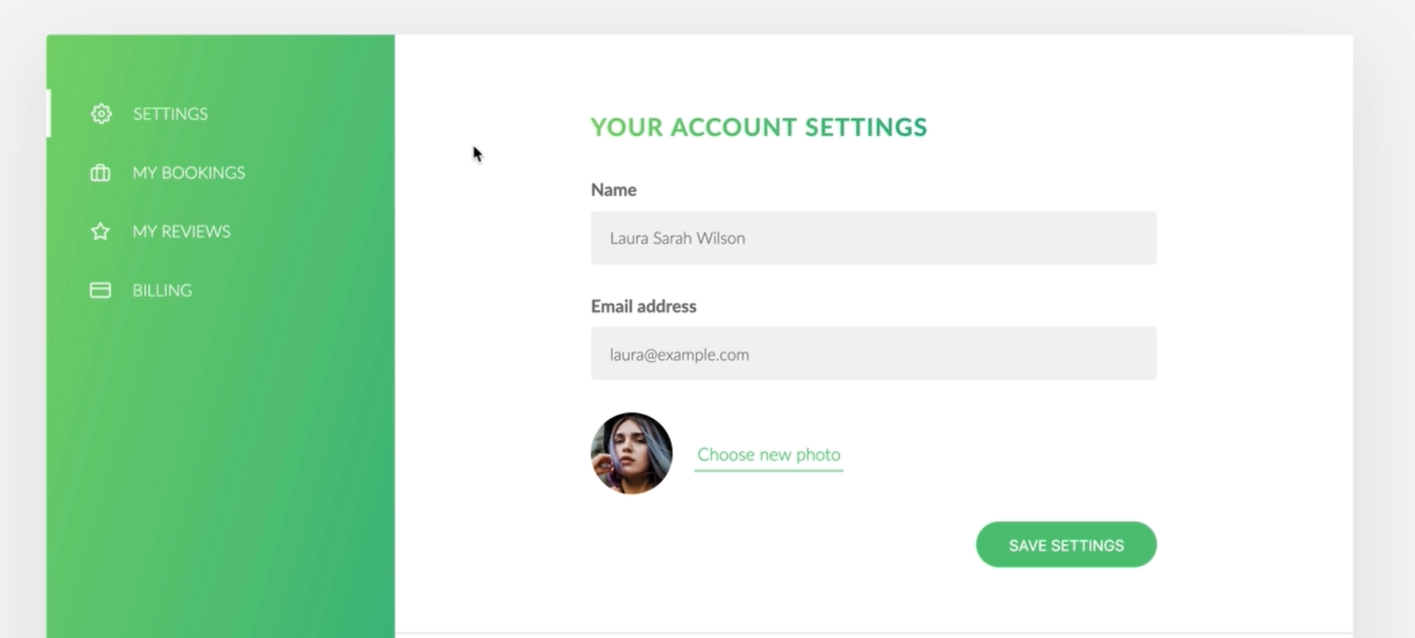 SETTINGS
MY BOOKINGS
MY REVIEWS
BILLING
YOUR ACCOUNT SETTINGS
Name
Laura Sarah Wilson
Email address
laura@example.com
Choose new photo
SAVE SETTINGS